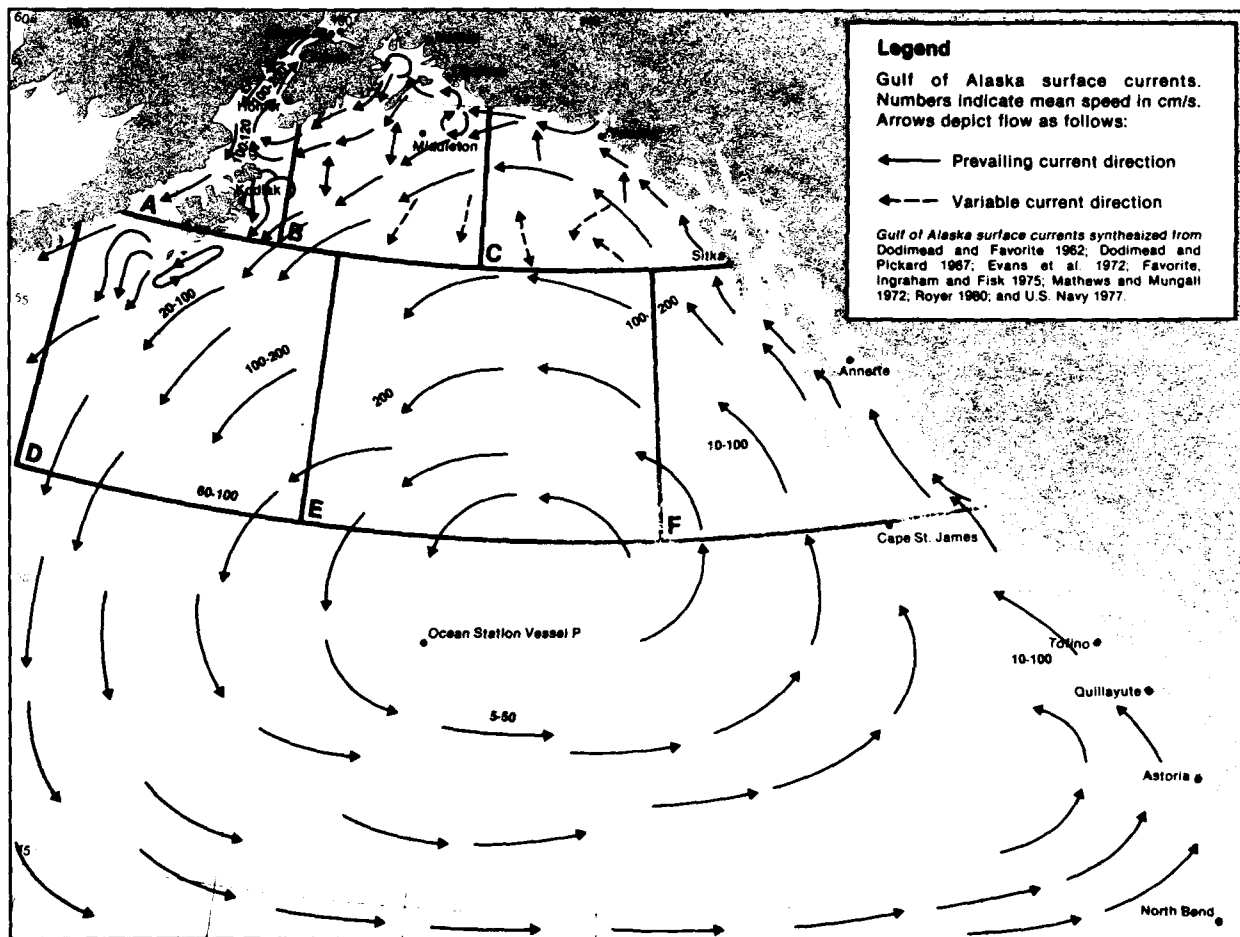 Legend
Gulf of Alaska surface currents.
Numbers indicate mean speed in cm/s.
Arrows depict flow as follows:
Prevailing current direction
Variable current direction
Gulf of Alaska surface currents synthesized from
Dodimead and Favorite 1962; Dodimead and
Pickard 1967; Evans et al. 1972; Favorite,
Ingraham and Fisk 1975; Mathews and Mungall
1972; Royer 1980; and U.S. Navy 1977.
Homer
Middleton
Kodiak
A
B
C
Sitka
55
20-100
100-200
100-200
200
Annette
10-100
D
60-100
E
F
Cape St. James
Ocean Station Vessel P
Tofino
10-100
Quillayute
5-50
Astoria
North Bend